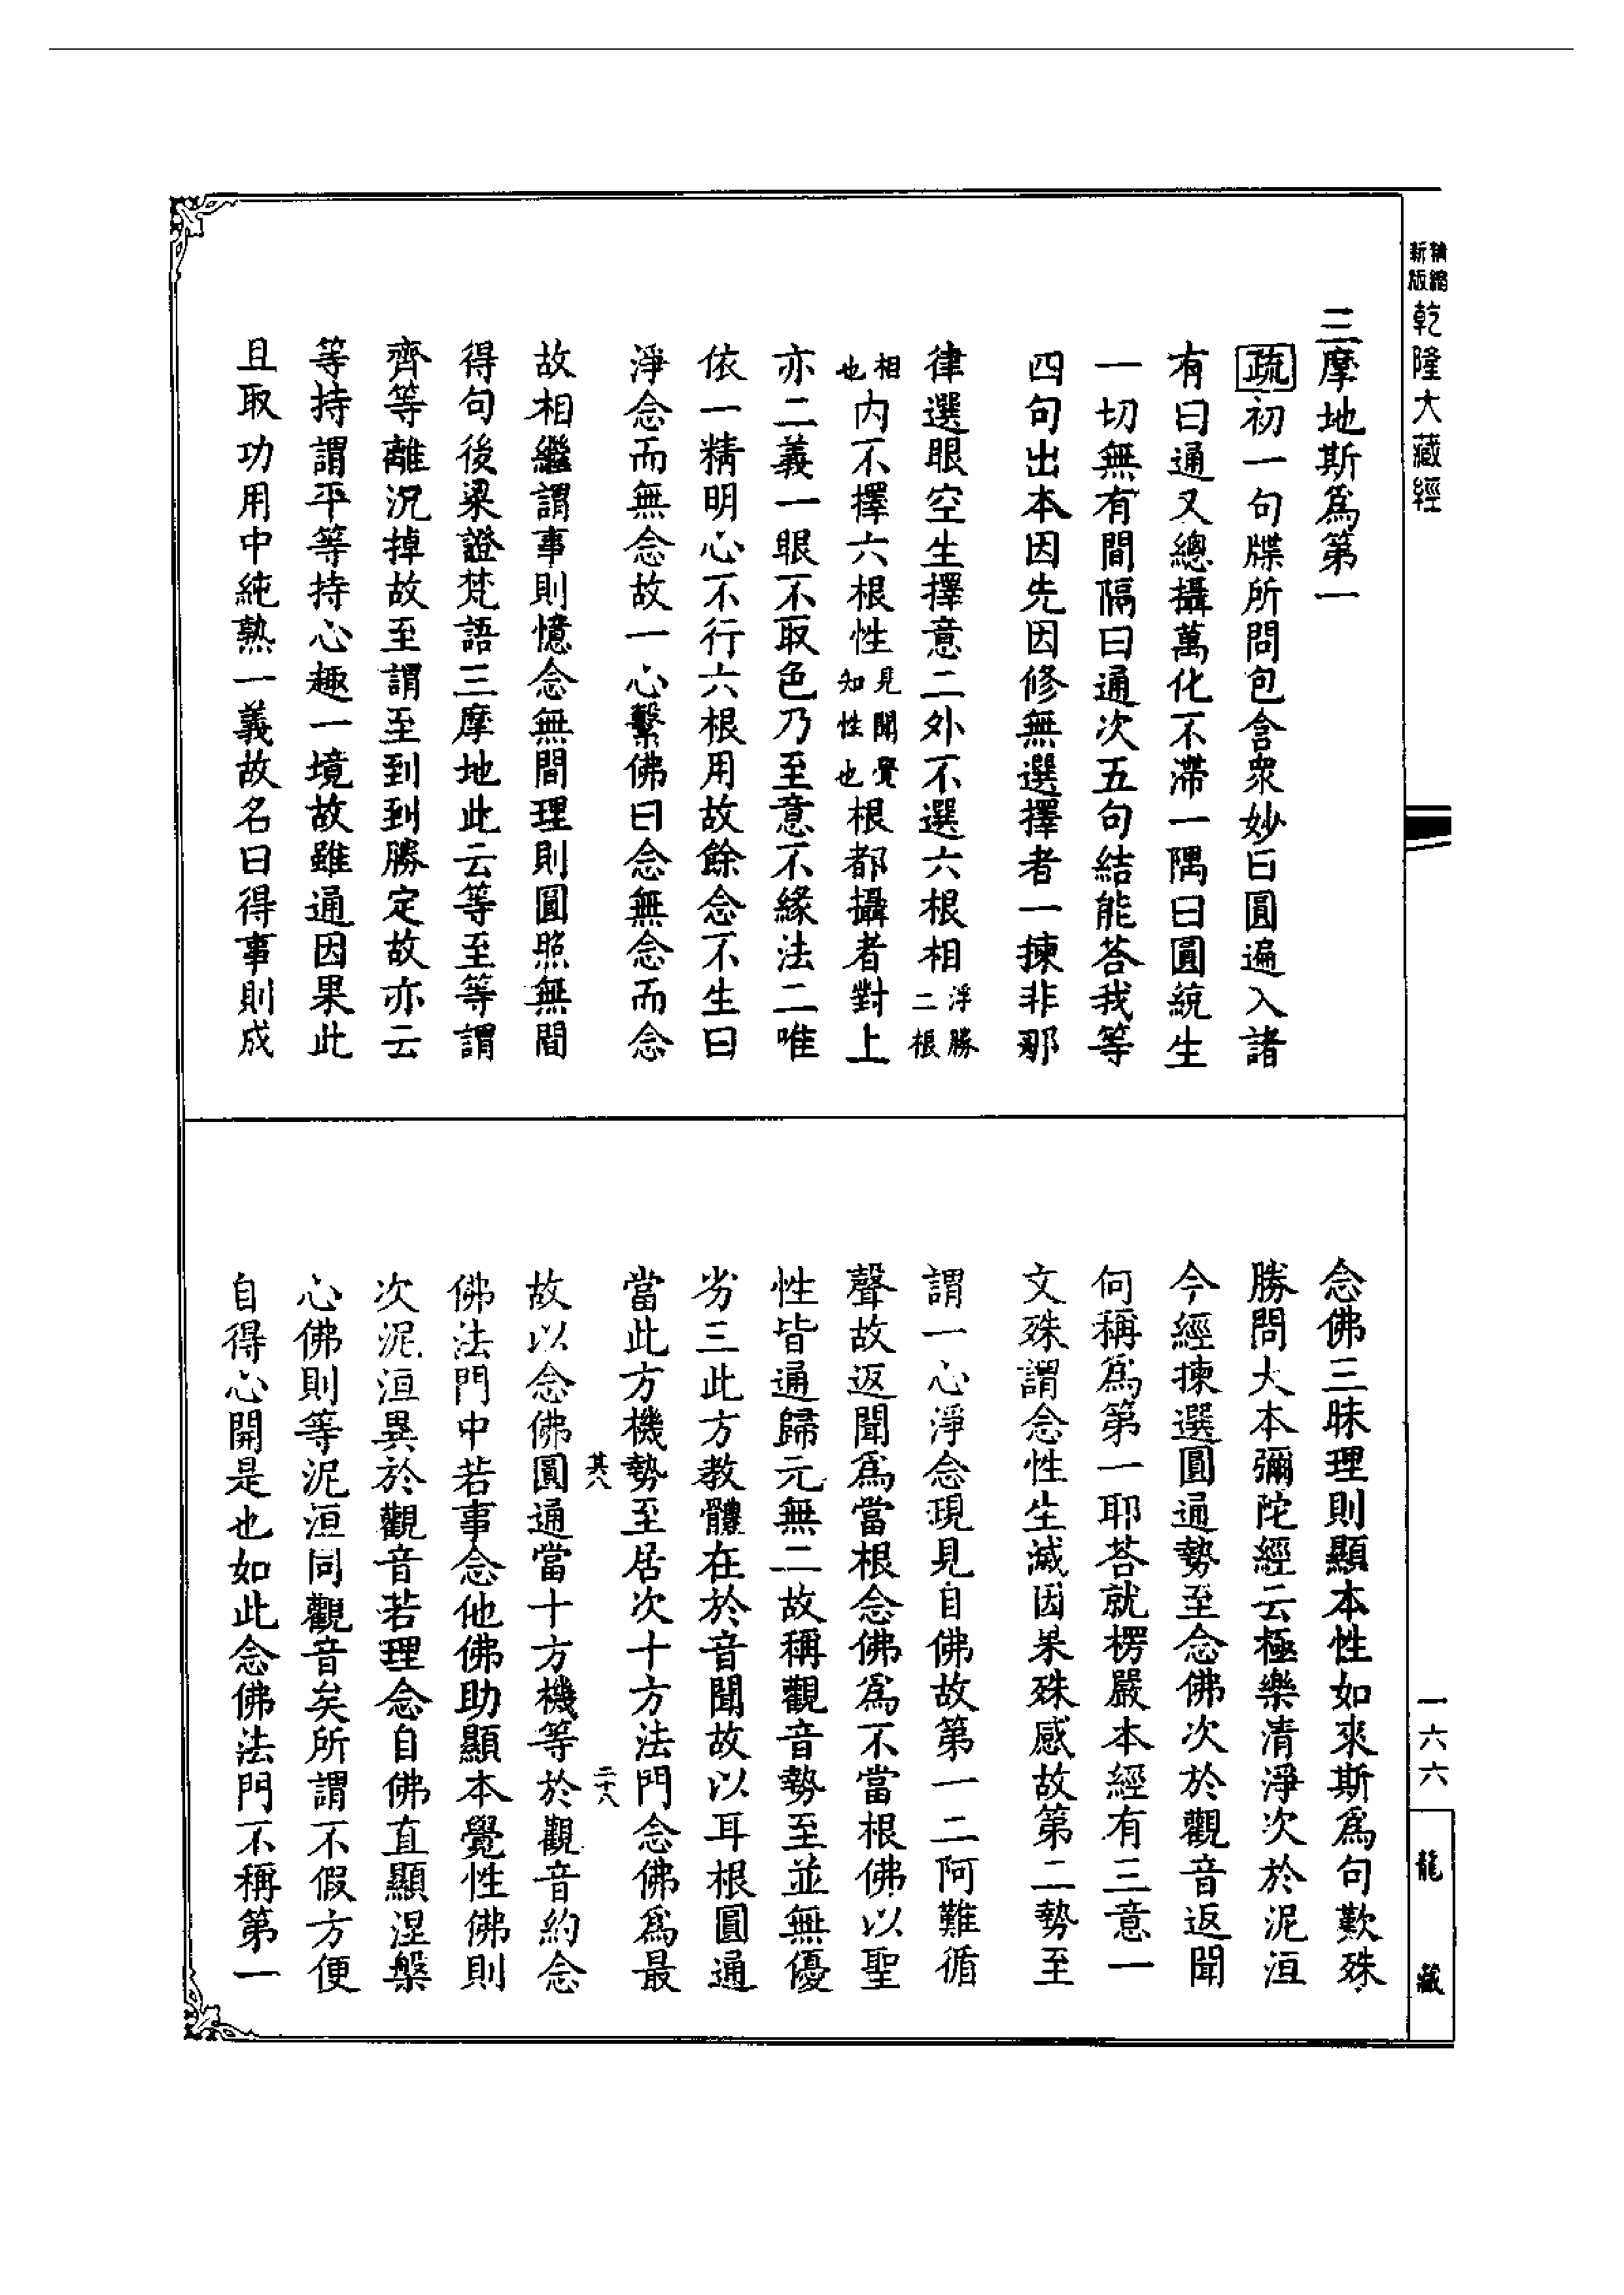 精縮新版乾隆大藏經
三摩地斯爲第一
疏初一句牒所問包含衆妙曰圓遍入諸
有曰通又總攝萬化不滯一隅曰圓統生
一切無有間隔曰通次五句結能荅我等
四句出本因先因修無選擇者一揀非那
律選眼空生擇意二外不選六根相浮勝二根
相也内不擇六根性見聞覺知性也根都攝者對上
亦二義一眼不取色乃至意不緣法二唯
依一精明心不行六根用故餘念不生曰
淨念而無念故一心繫佛曰念無念而念
故相繼謂事則憶念無間理則圓照無間
得句後梁證梵語三摩地此云等至等謂
齊等離況掉故至謂至到到勝定故亦云
等持謂平等持心趣一境故雖通因果此
且取功用中純熟一義故名曰得事則成
念佛三昧理則顯本性如來斯爲句歎殊
勝問大本彌陀經云極樂清淨次於泥洹
今經揀選圓通勢至念佛次於觀音返聞
何稱爲第一耶荅就楞嚴本經有三意一
文殊謂念性生滅因果殊感故第二勢至
謂一心淨念現見自佛故第一二阿難循
聲故返聞爲當根念佛爲不當根佛以聖
性皆通歸元無二故稱觀音勢至並無優
劣三此方教體在於音聞故以耳根圓通
當此方機勢至居次十方法門念佛爲最
其八
二十八
故以念佛圓通當十方機等於觀音約念
佛法門中若事念他佛助顯本覺性佛則
次泥洹異於觀音若理念自佛直顯涅槃
心佛則等泥洹同觀音矣所謂不假方便
自得心開是也如此念佛法門不稱第一
一六六
龍藏